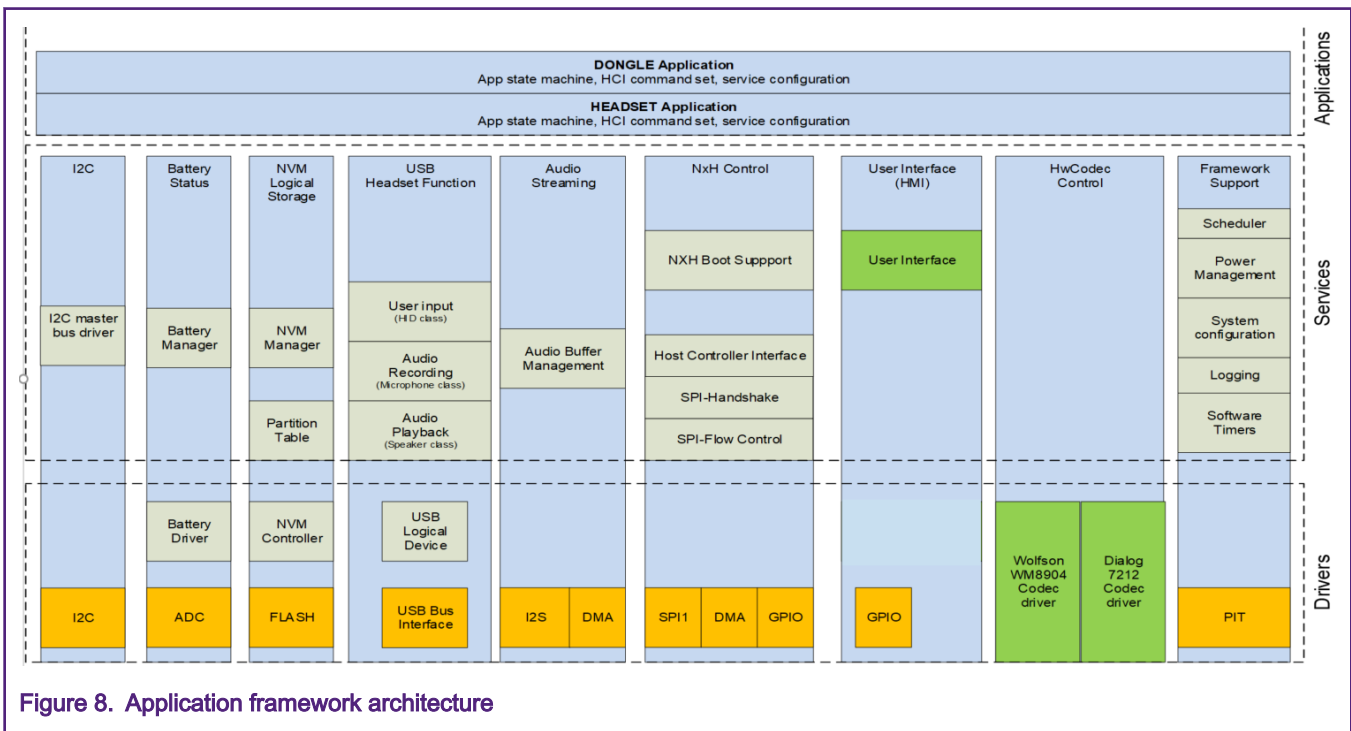 DONGLE Application
App state machine, HCI command set, service configuration
HEADSET Application
App state machine, HCI command set, service configuration
Applications
I2C
I2C master
bus driver
I2C
Battery
Status
Battery
Manager
Battery
Driver
ADC
NVM
Logical
Storage
NVM
Manager
Partition
Table
NVM
Controller
FLASH
USB
Headset Function
User input
(HID class)
Audio
Recording
(Microphone class)
Audio
Playback
(Speaker class)
USB
Logical
Device
USB Bus
Interface
Audio
Streaming
Audio Buffer
Management
I2S
DMA
NxH Control
NXH Boot Suppport
Host Controller Interface
SPI-Handshake
SPI-Flow Control
SPI1
DMA
GPIO
User Interface
(HMI)
User Interface
GPIO
HwCodec
Control
Wolfson
WM8904
Codec
driver
Dialog
7212
Codec
driver
Framework
Support
Scheduler
Power
Management
System
configuration
Logging
Software
Timers
PIT
Services
Drivers
Figure 8. Application framework architecture